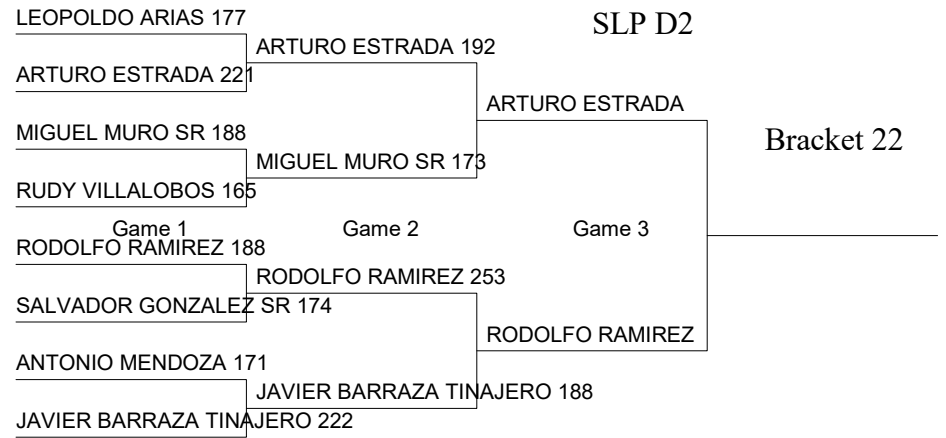 LEOPOLDO ARIAS 177
SLP D2
ARTURO ESTRADA 192
ARTURO ESTRADA 221
ARTURO ESTRADA
MIGUEL MURO SR 188
Bracket 22
MIGUEL MURO SR 173
RUDY VILLALOBOS 165
Game 1
Game 2
Game 3
RODOLFO RAMIREZ 188
RODOLFO RAMIREZ 253
SALVADOR GONZALEZ SR 174
RODOLFO RAMIREZ
ANTONIO MENDOZA 171
JAVIER BARRAZA TINAJERO 188
JAVIER BARRAZA TINAJERO 222